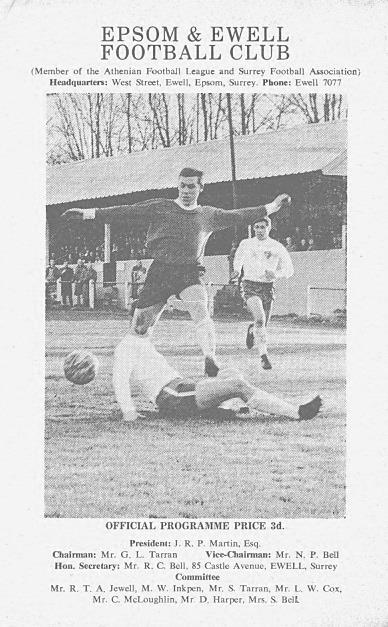 EPSOM & EWELL
FOOTBALL CLUB
(Member of the Athenian Football League and Surrey Football Association)
Headquarters: West Street, Ewell, Epsom, Surrey. Phone: Ewell 7077
OFFICIAL PROGRAMME PRICE 3d.
President: J. R. P. Martin, Esq.
Chairman: Mr. G. L. Tarran Vice-Chairman: Mr. N. P. Bell
Hon. Secretary: Mr. R. C. Bell, 85 Castle Avenue, EWELL, Surrey
Committee
Mr. R. T. A. Jewell, M. W. Inkpen, Mr. S. Tarran, Mr. L. W. Cox,
Mr. C. McLoughlin, Mr. D. Harper, Mrs. S. Bell.